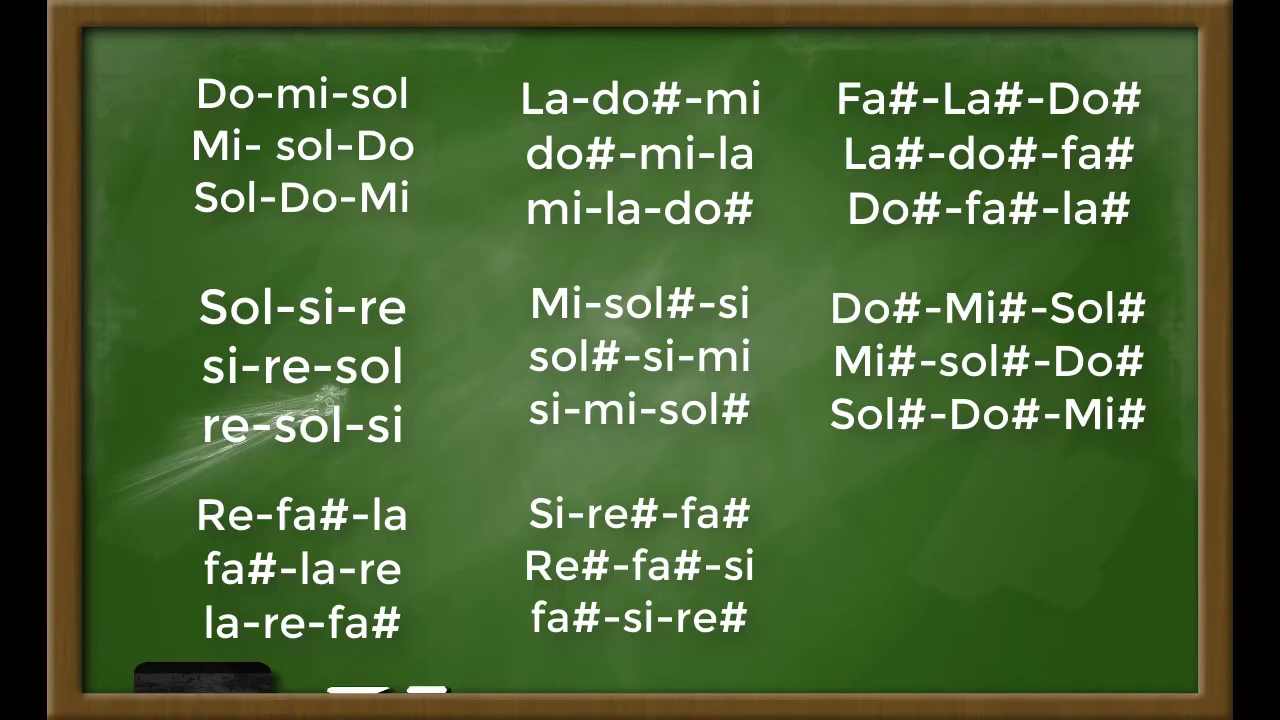 Do-mi-sol
Mi- sol-Do
Sol-Do-Mi
Sol-si-re
si-re-sol
re-sol-si
Re-fa#-la
fa#-la-re
la-re-fa#
La-do#-mi
do#-mi-la
mi-la-do#
Mi-sol#-si
sol#-si-mi
si-mi-sol#
Si-re#-fa#
Re#-fa#-si
fa#-si-re#
Fa#-La#-Do#
La#-do#-fa#
Do#-fa#-la#
Do#-Mi#-Sol#
Mi#-sol#-Do#
Sol#-Do#-Mi#